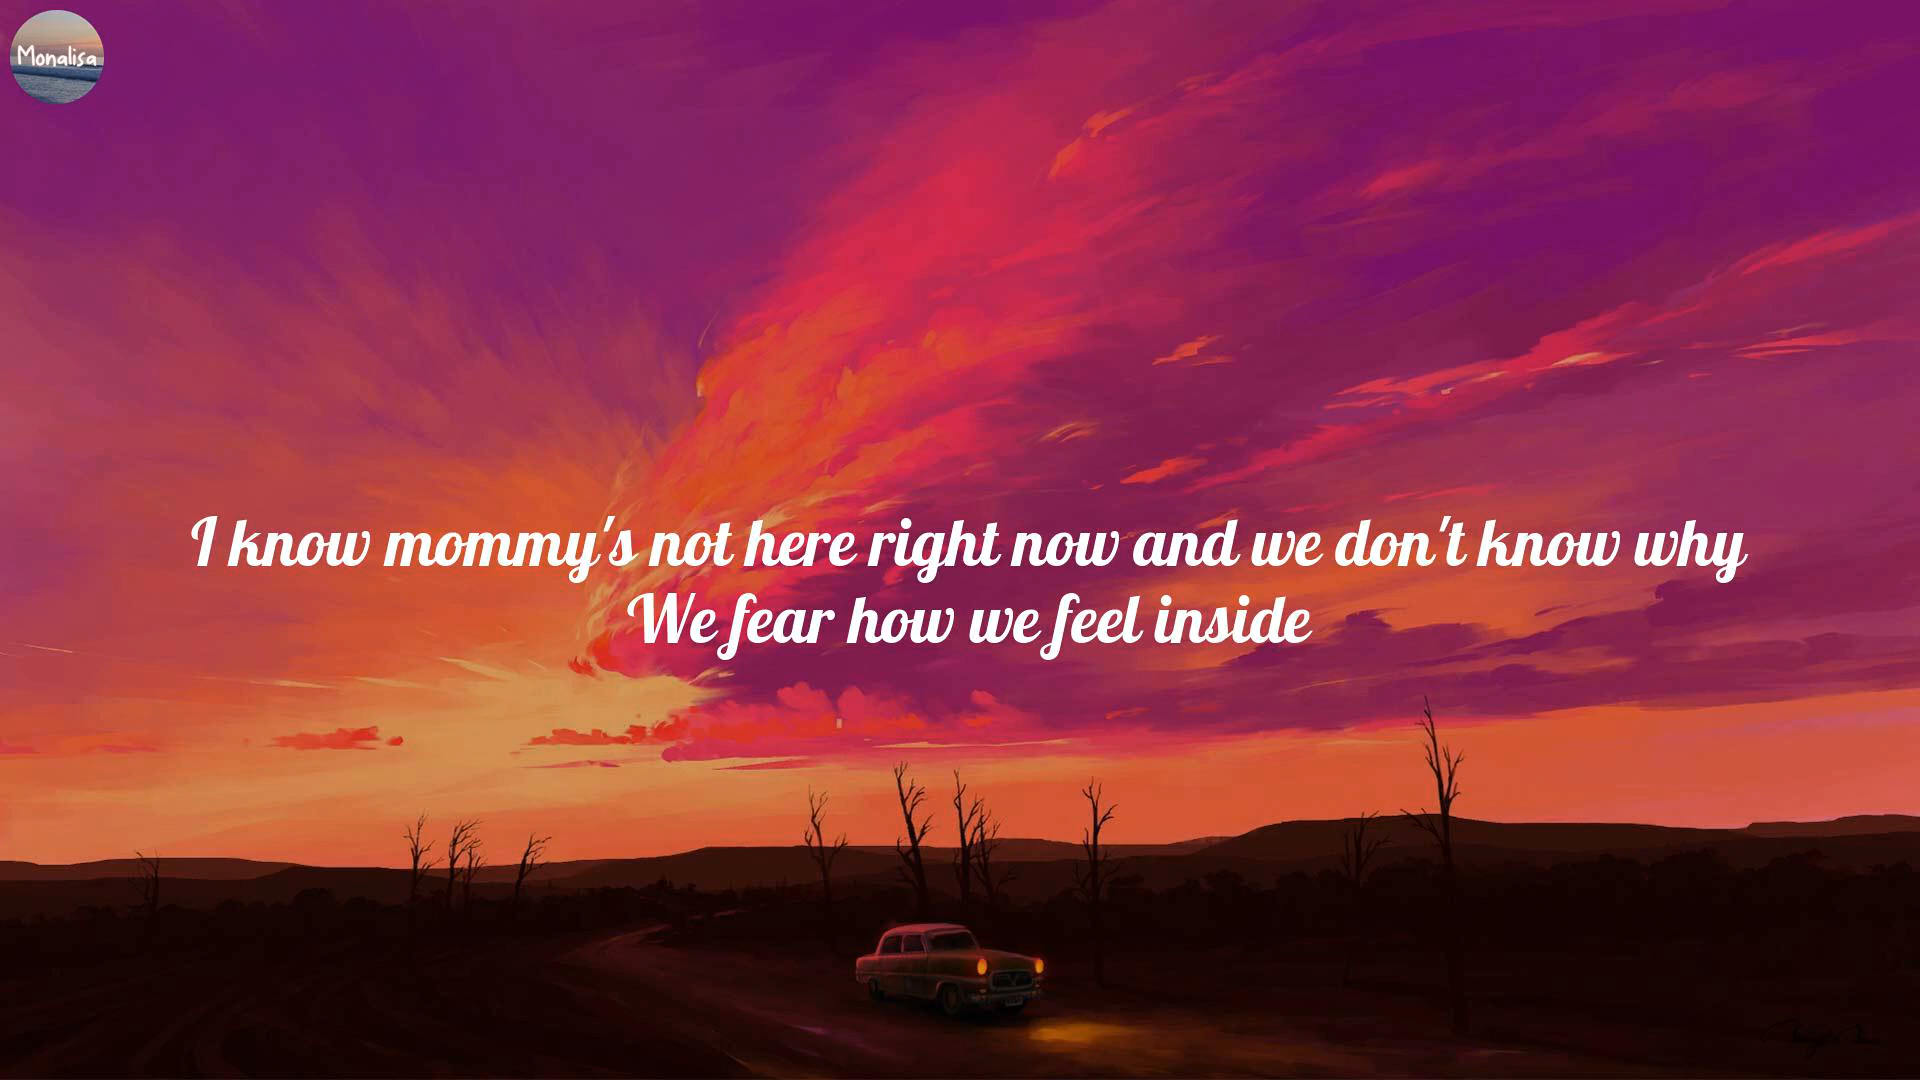 Monalisa
I know mommy's not here right now and we don't know why
We fear how we feel inside